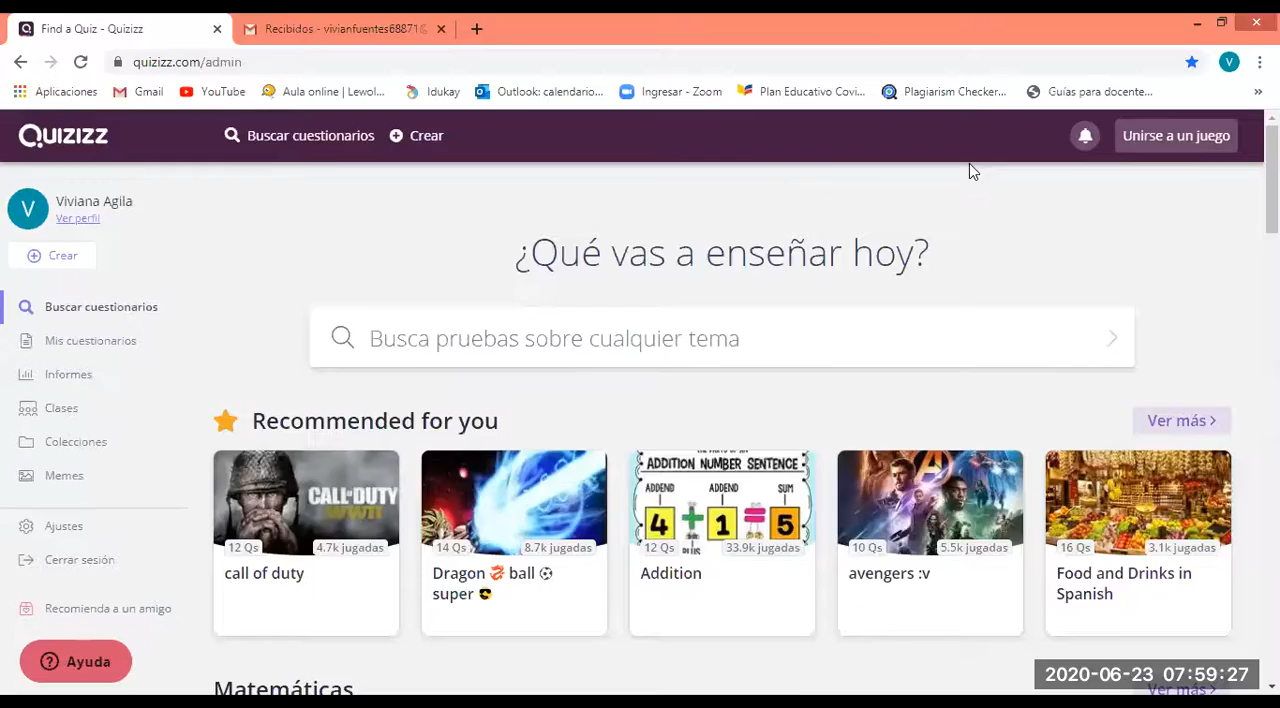 Find a Quiz - Quizizz
Recibidos - vivianfuentes68871
quizizz.com/admin
V
Aplicaciones
Gmail
YouTube
Aula online | Lewol...
Idukay
Outlook: calendario...
Ingresar - Zoom
Plan Educativo Covi...
Plagiarism Checker...
Guías para docente...
»
QUIZIZZ
Buscar cuestionarios
Crear
Unirse a un juego
V
Viviana Agila
Ver perfil
Crear
Buscar cuestionarios
Mis cuestionarios
Informes
Clases
Colecciones
Memes
Ajustes
Cerrar sesión
Recomienda a un amigo
Ayuda
¿Qué vas a enseñar hoy?
Busca pruebas sobre cualquier tema
Recommended for you
Ver más
CALL OF DUTY
WWII
12 Qs
4.7k jugadas
call of duty
14 Qs
8.7k jugadas
Dragon ball
super
ADDITION NUMBER SENTENCE
ADDEND ADDEND SUM
4 + 1 = 5
PLUS
12 Qs
33.9k jugadas
Addition
10 Qs
5.5k jugadas
avengers :v
16 Qs
3.1k jugadas
Food and Drinks in
Spanish
Matemáticas
Ver más
2020-06-23 07:59:27